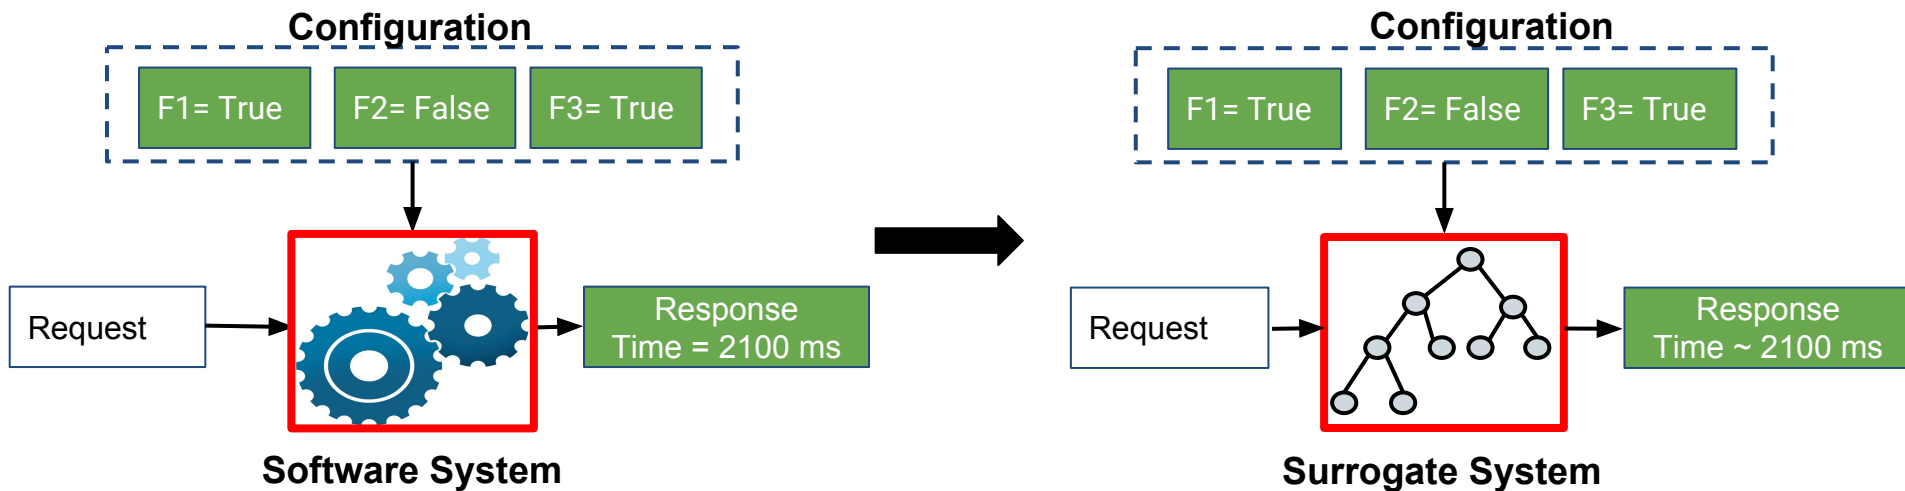 Configuration
F1= True
F2= False
F3= True
Request
Response
Time = 2100 ms
Software System
Configuration
F1= True
F2= False
F3= True
Request
Response
Time ~ 2100 ms
Surrogate System